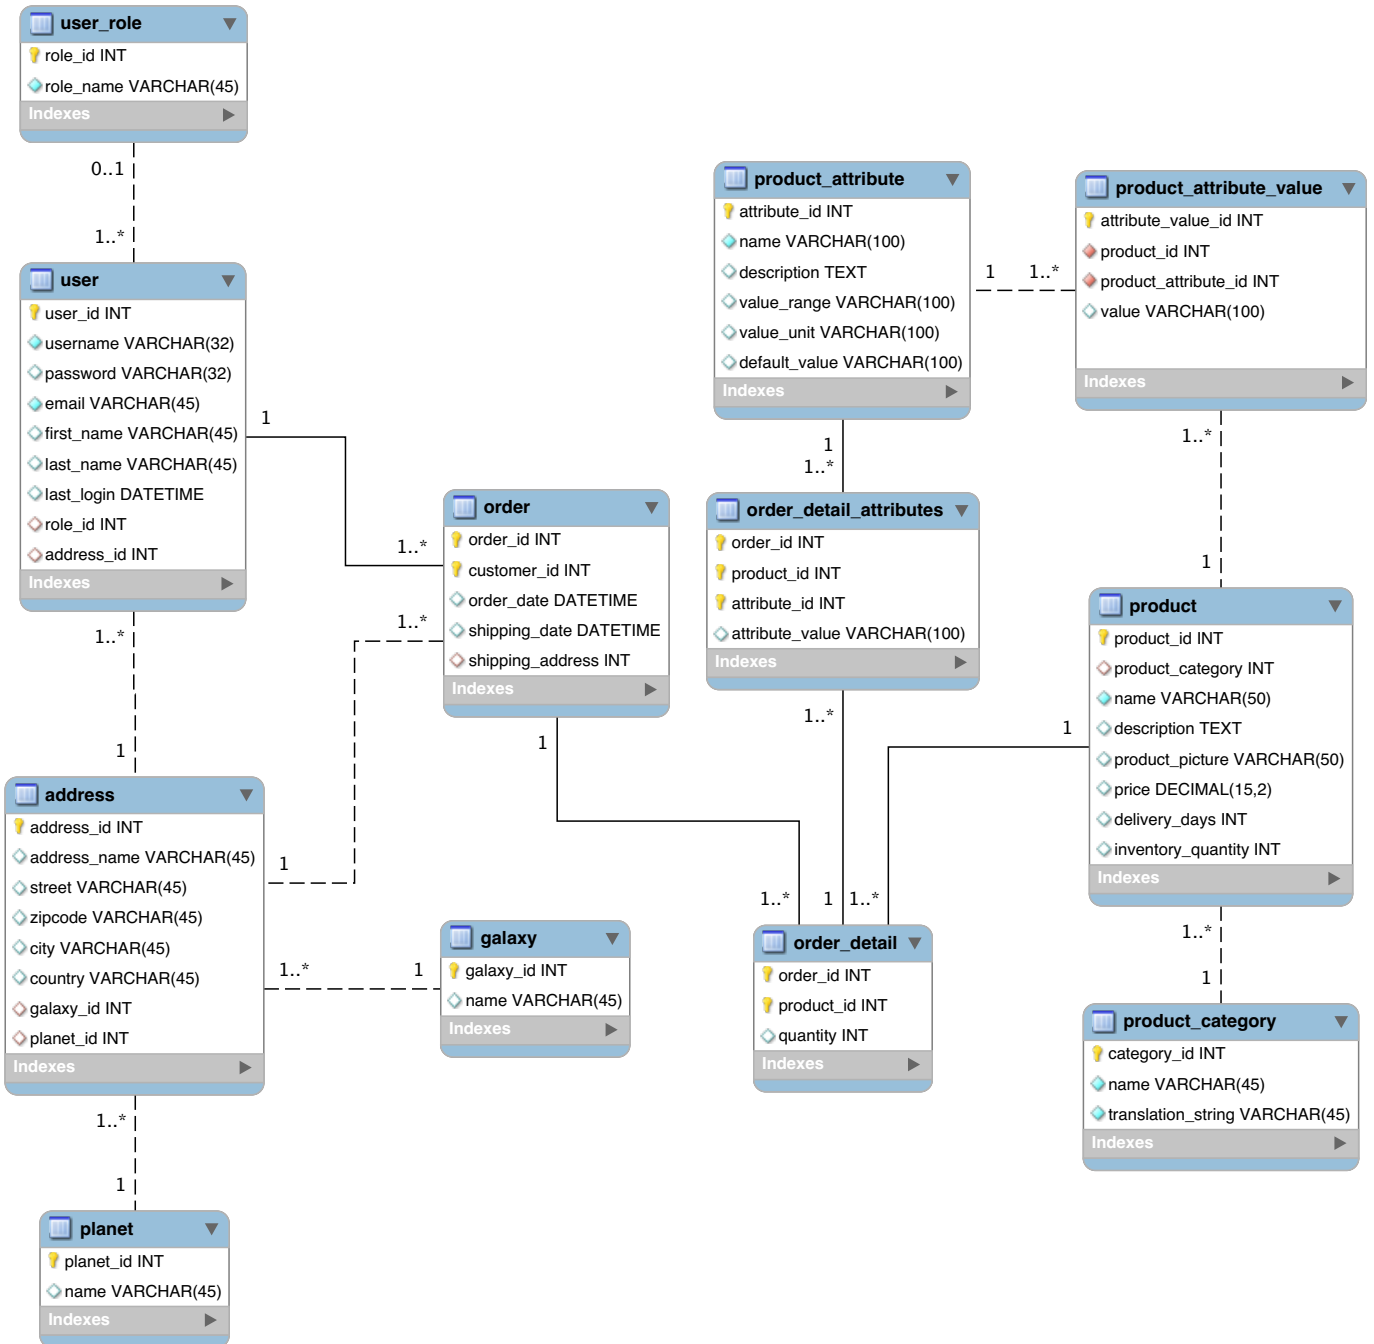 user_role
role_id INT
role_name VARCHAR(45)
Indexes
0..1
1..*
user
user_id INT
username VARCHAR(32)
password VARCHAR(32)
email VARCHAR(45)
first_name VARCHAR(45)
last_name VARCHAR(45)
last_login DATETIME
role_id INT
address_id INT
Indexes
1
1..*
1..*
1..*
1
order
order_id INT
customer_id INT
order_date DATETIME
shipping_date DATETIME
shipping_address INT
Indexes
1
1
address
address_id INT
address_name VARCHAR(45)
street VARCHAR(45)
zipcode VARCHAR(45)
city VARCHAR(45)
country VARCHAR(45)
galaxy_id INT
planet_id INT
Indexes
1..*
1
galaxy
galaxy_id INT
name VARCHAR(45)
Indexes
1..*
1
planet
planet_id INT
name VARCHAR(45)
Indexes
product_attribute
attribute_id INT
name VARCHAR(100)
description TEXT
value_range VARCHAR(100)
value_unit VARCHAR(100)
default_value VARCHAR(100)
Indexes
1
1..*
product_attribute_value
attribute_value_id INT
product_id INT
product_attribute_id INT
value VARCHAR(100)
Indexes
1
1..*
order_detail_attributes
order_id INT
product_id INT
attribute_id INT
attribute_value VARCHAR(100)
Indexes
1..*
1..*
1
1
product
product_id INT
product_category INT
name VARCHAR(50)
description TEXT
product_picture VARCHAR(50)
price DECIMAL(15,2)
delivery_days INT
inventory_quantity INT
Indexes
1..*
1
1..*
order_detail
order_id INT
product_id INT
quantity INT
Indexes
1..*
1
product_category
category_id INT
name VARCHAR(45)
translation_string VARCHAR(45)
Indexes